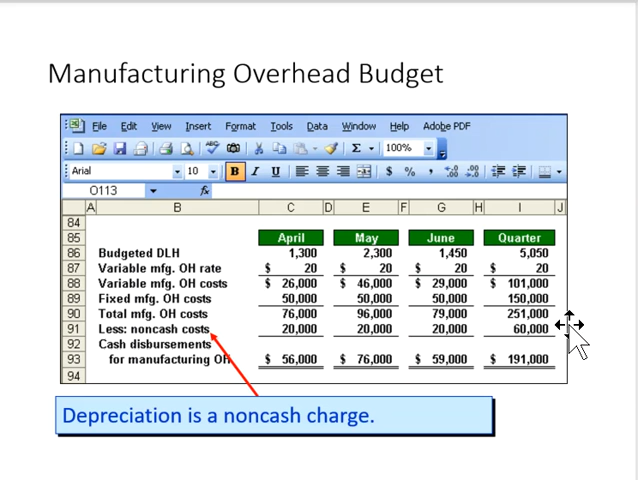 Manufacturing Overhead Budget
File Edit View Insert Format Tools Data Window Help Adobe PDF
Σ 100%
Arial 10 B I U $ % ,
O113 fx
A B C D E F G H I J
84
85 April May June Quarter
86 Budgeted DLH 1,300 2,300 1,450 5,050
87 Variable mfg. OH rate $ 20 $ 20 $ 20 $ 20
88 Variable mfg. OH costs $ 26,000 $ 46,000 $ 29,000 $ 101,000
89 Fixed mfg. OH costs 50,000 50,000 50,000 150,000
90 Total mfg. OH costs 76,000 96,000 79,000 251,000
91 Less: noncash costs 20,000 20,000 20,000 60,000
92 Cash disbursements
93 for manufacturing OH $ 56,000 $ 76,000 $ 59,000 $ 191,000
94
Depreciation is a noncash charge.